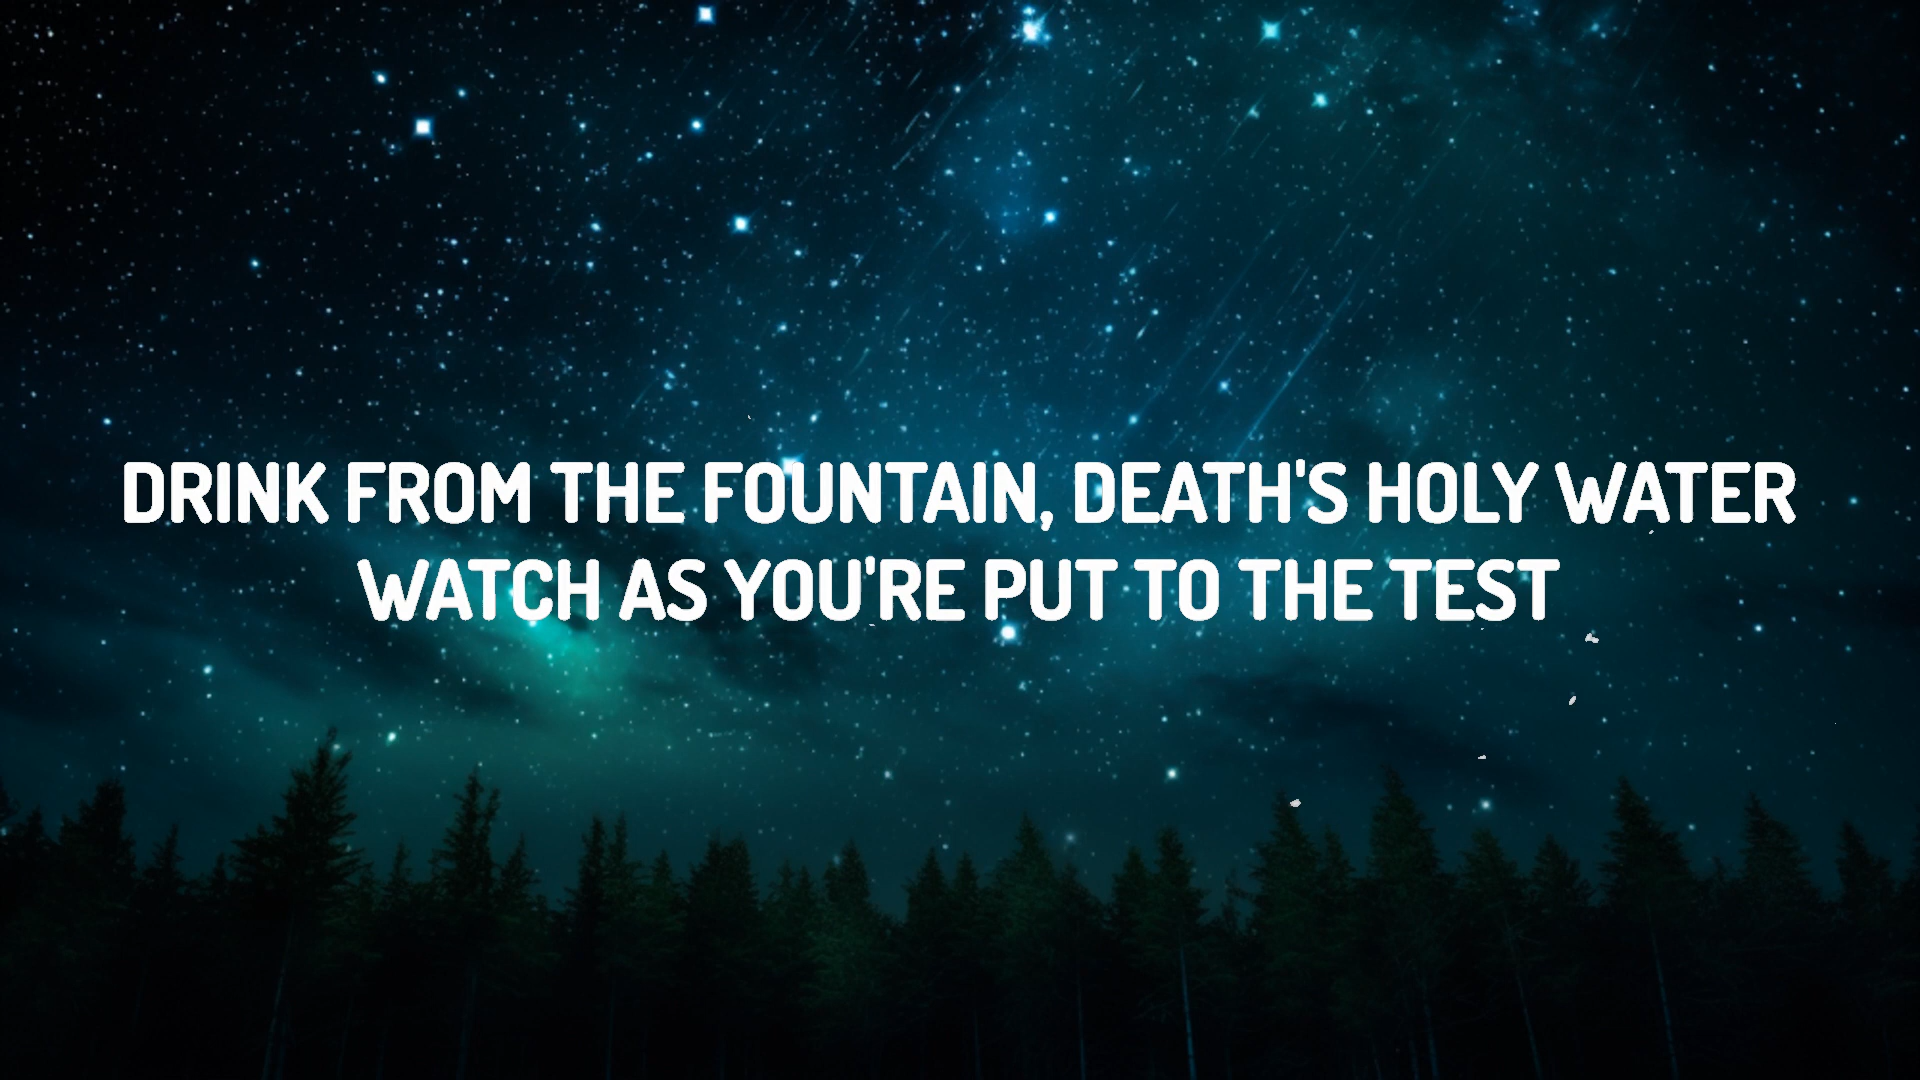 DRINK FROM THE FOUNTAIN, DEATH'S HOLY WATER
WATCH AS YOU'RE PUT TO THE TEST